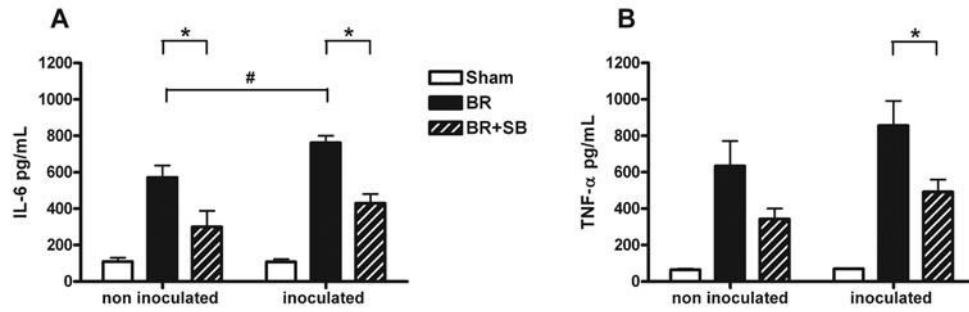 A
*
*
#
1200
1000
800
600
400
200
0
IL-6 pg/mL
non inoculated
inoculated
Sham
BR
BR+SB
B
*
1200
1000
800
600
400
200
0
TNF-α pg/mL
non inoculated
inoculated